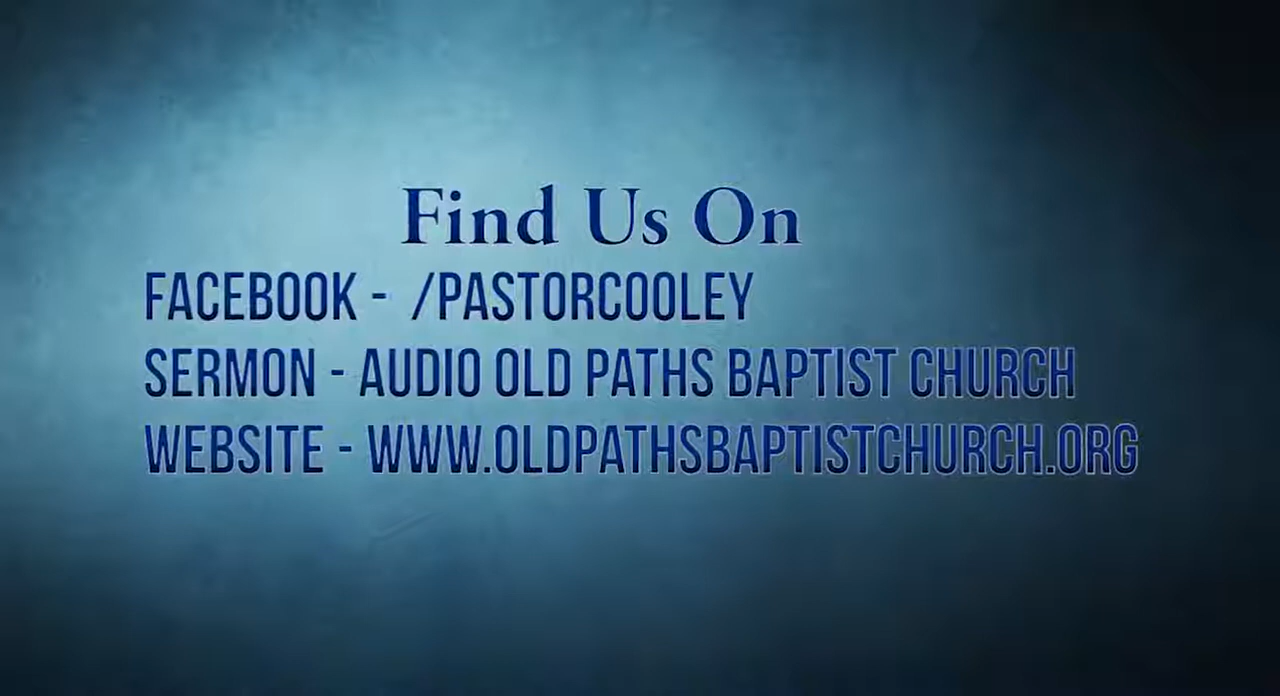 Find Us On
FACEBOOK - /PASTORCOOLEY
SERMON - AUDIO OLD PATHS BAPTIST CHURCH
WEBSITE - WWW.OLDPATHSBAPTISTCHURCH.ORG